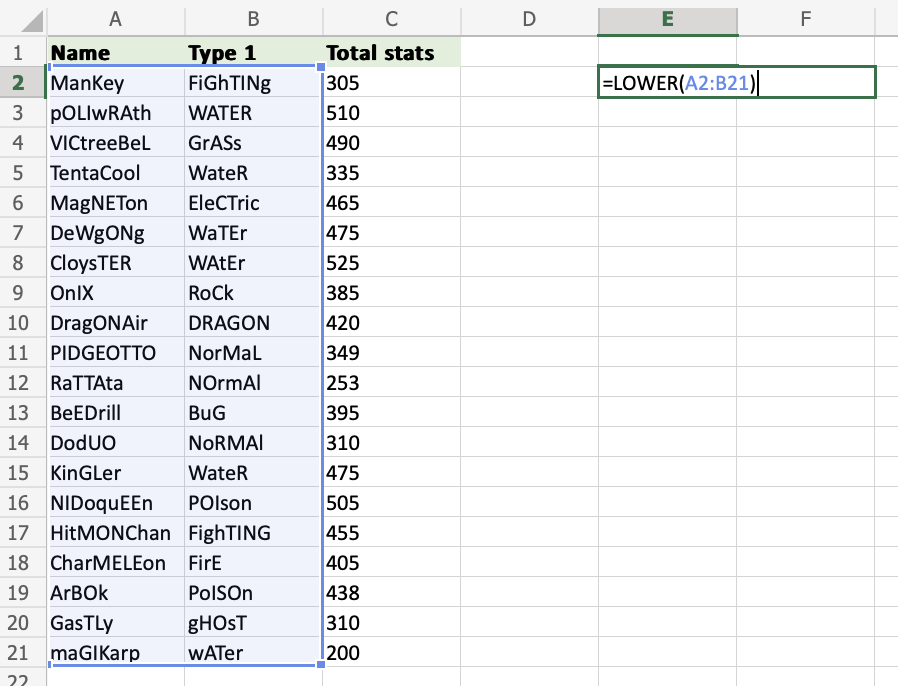 A B C D E F
1 Name Type 1 Total stats
2 ManKey FiGhTINg 305 =LOWER(A2:B21)
3 pOLIwRAth WATER 510
4 VICtreeBeL GrASs 490
5 TentaCool WateR 335
6 MagNETon EleCTric 465
7 DeWgONg WaTEr 475
8 CloysTER WAtEr 525
9 OnIX RoCk 385
10 DragONAir DRAGON 420
11 PIDGEOTTO NorMaL 349
12 RaTTAta NOrmAl 253
13 BeEDrill BuG 395
14 DodUO NoRMAl 310
15 KinGLer WateR 475
16 NIDoquEEn POIson 505
17 HitMONChan FighTING 455
18 CharMELEon FirE 405
19 ArBOk PoISOn 438
20 GasTLy gHOsT 310
21 maGIKarp wATer 200
22